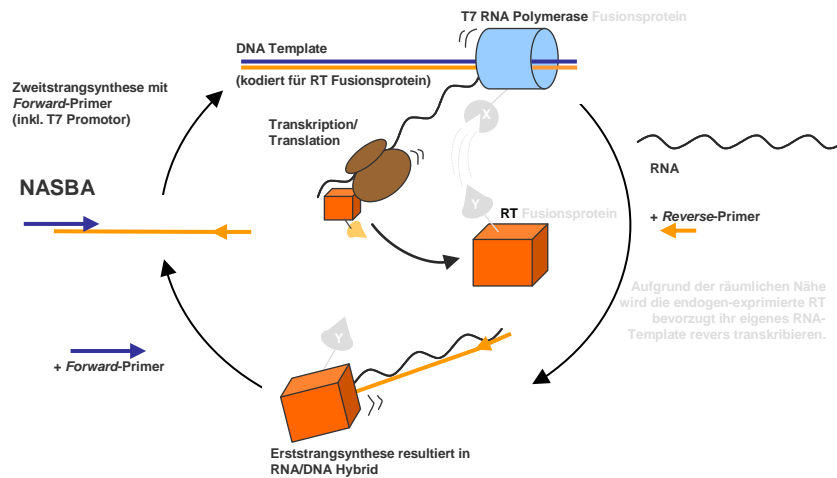 T7 RNA Polymerase Fusionsprotein
DNA Template
(kodiert für RT Fusionsprotein)
Zweitstrangsynthese mit
Forward-Primer
(inkl. T7 Promotor)
Transkription/
Translation
X
RNA
NASBA
Y
RT Fusionsprotein
+ Reverse-Primer
Aufgrund der räumlichen Nähe
wird die endogen-exprimierte RT
bevorzugt ihr eigenes RNA-
Template revers transkribieren.
Y
+ Forward-Primer
Erststrangsynthese resultiert in
RNA/DNA Hybrid